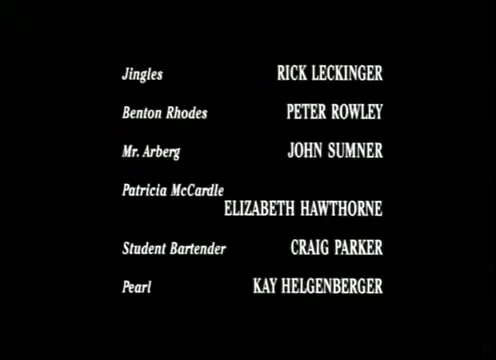 Jingles RICK LECKINGER
Benton Rhodes PETER ROWLEY
Mr. Arberg JOHN SUMNER
Patricia McCardle
ELIZABETH HAWTHORNE
Student Bartender CRAIG PARKER
Pearl KAY HELGENBERGER